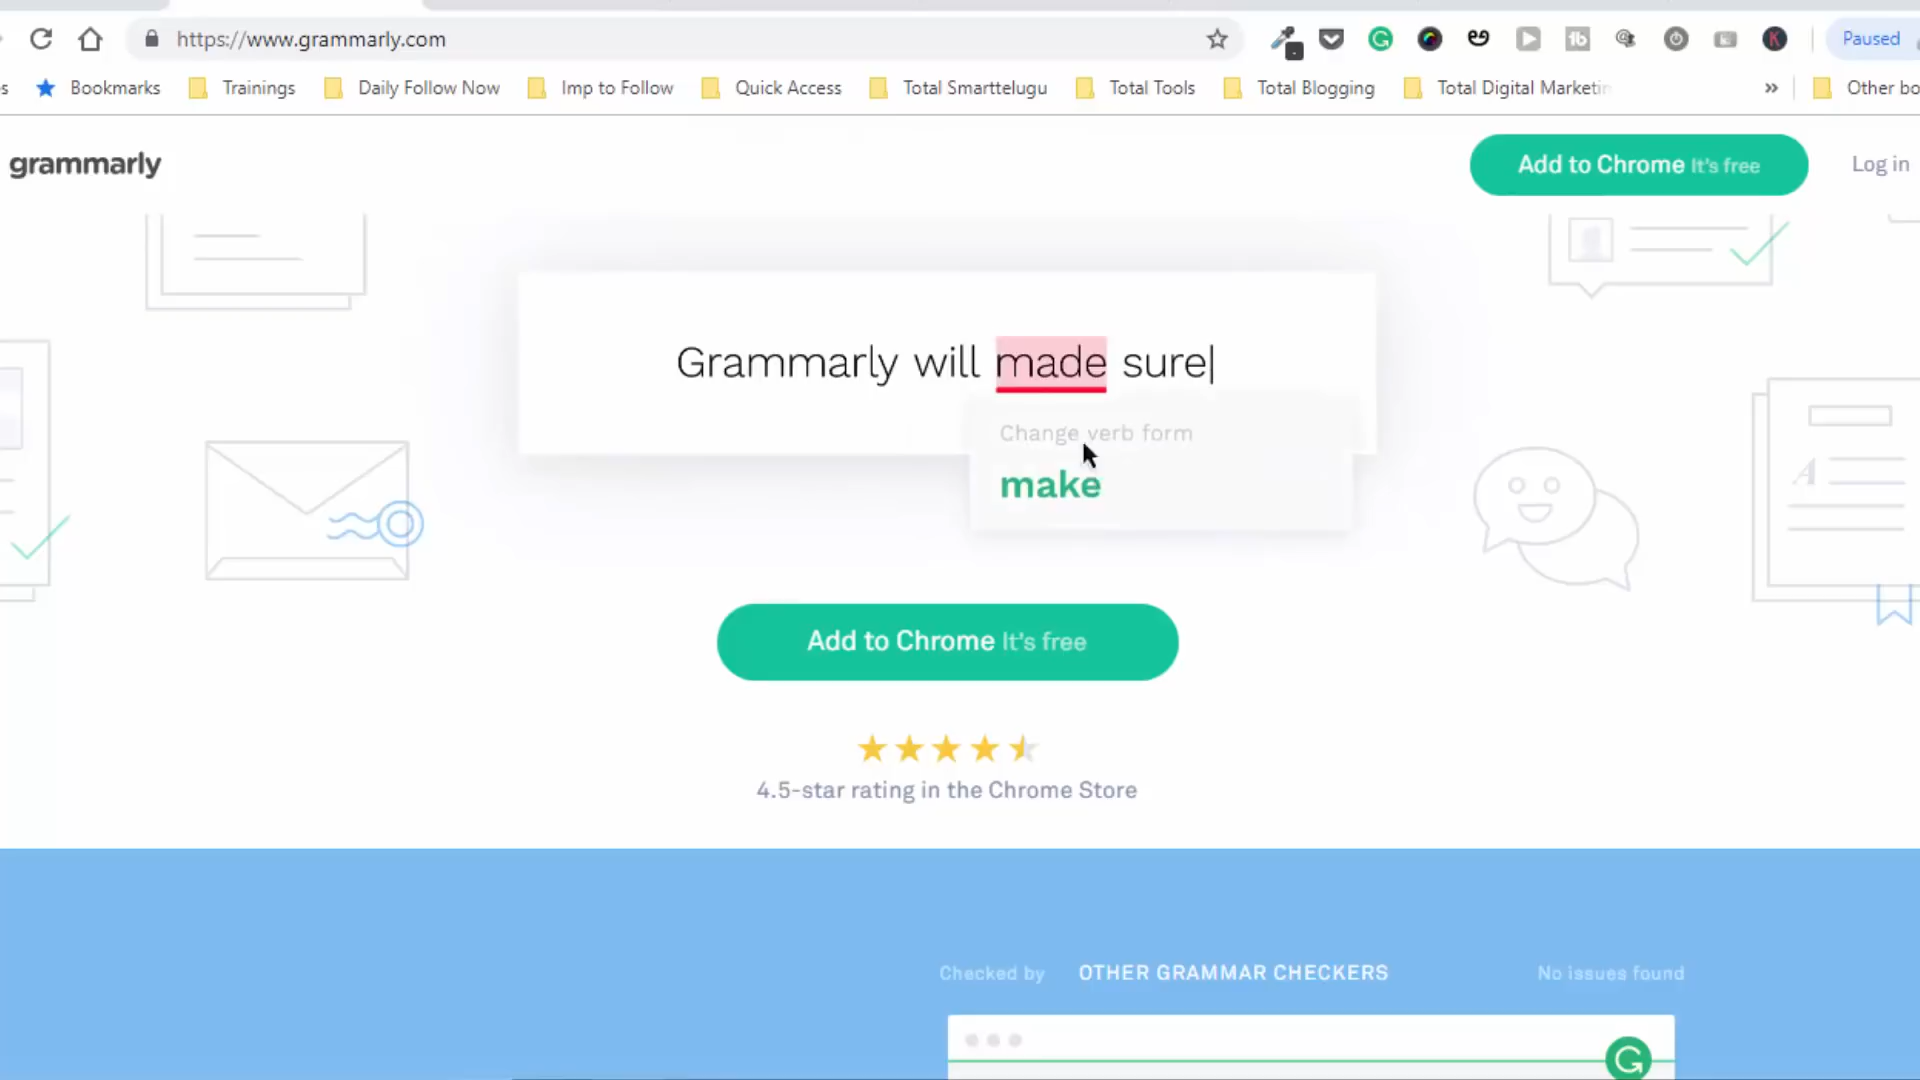 https://www.grammarly.com
Paused
Bookmarks Trainings Daily Follow Now Imp to Follow Quick Access Total Smarttelugu Total Tools Total Blogging Total Digital Marketin » Other bo
grammarly
Add to Chrome It's free
Log in
Grammarly will made sure
Change verb form
make
Add to Chrome It's free
4.5-star rating in the Chrome Store
Checked by OTHER GRAMMAR CHECKERS No issues found